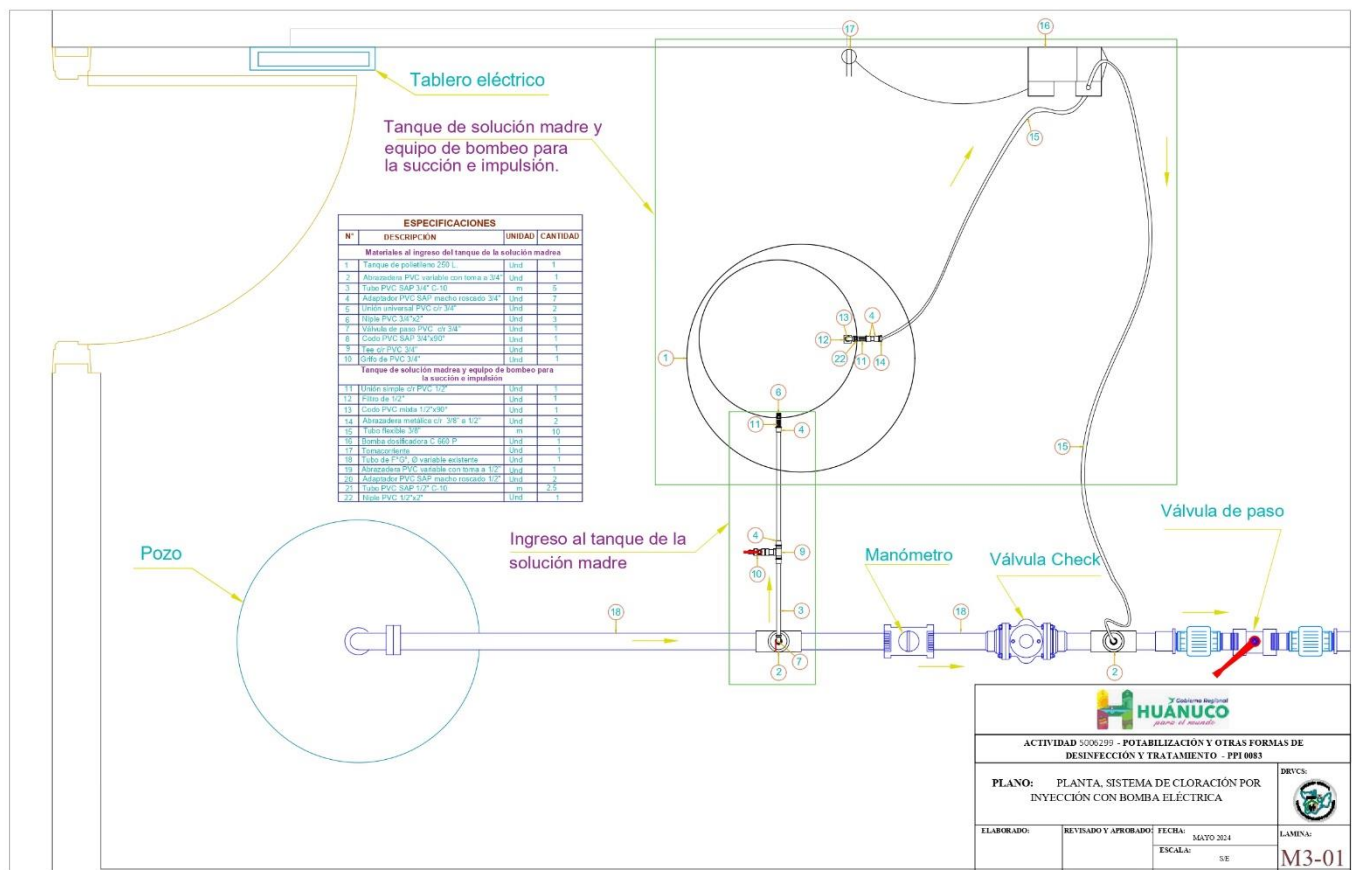 17
16
Tablero eléctrico
Tanque de solución madre y
equipo de bombeo para
la succión e impulsión.
15
ESPECIFICACIONES
N° DESCRIPCIÓN UNIDAD CANTIDAD
Materiales al ingreso del tanque de la solución madrea
1 Tanque de polietileno 250 L. Und 1
2 Abrazadera PVC variable con toma a 3/4" Und 1
3 Tubo PVC SAP 3/4" C-10 m 5
4 Adaptador PVC SAP macho roscado 3/4" Und 7
5 Unión universal PVC c/r 3/4" Und 2
6 Niple PVC 3/4"x2" Und 3
7 Válvula de paso PVC c/r 3/4" Und 1
8 Codo PVC SAP 3/4"x90° Und 1
9 Tee c/r PVC 3/4" Und 1
10 Grifo de PVC 3/4" Und 1
Tanque de solución madrea y equipo de bombeo para
la succión e impulsión
11 Unión simple c/r PVC 1/2" Und 1
12 Filtro de 1/2" Und 1
13 Codo PVC mixta 1/2"x90° Und 1
14 Abrazadera metálica c/r 3/8" a 1/2" Und 2
15 Tubo flexible 3/8" m 10
16 Bomba dosificadora C 660 P Und 1
17 Tomacorriente Und 1
18 Tubo de F°G°, Ø variable existente Und 1
19 Abrazadera PVC variable con toma a 1/2" Und 1
20 Adaptador PVC SAP macho roscado 1/2" Und 2
21 Tubo PVC SAP 1/2" C-10 m 2.5
22 Niple PVC 1/2"x2" Und 1
13
4
12
1
22
11
14
6
11
4
15
Ingreso al tanque de la
solución madre
4
9
10
3
Pozo
Manómetro
Válvula Check
Válvula de paso
18
18
2
7
2
Gobierno Regional
HUÁNUCO
para el mundo
ACTIVIDAD 5006299 - POTABILIZACIÓN Y OTRAS FORMAS DE
DESINFECCIÓN Y TRATAMIENTO - PPI 0083
PLANO: PLANTA, SISTEMA DE CLORACIÓN POR
INYECCIÓN CON BOMBA ELÉCTRICA
DRVCS:
ELABORADO:
REVISADO Y APROBADO:
FECHA:
MAYO 2024
ESCALA:
S/E
LAMINA:
M3-01